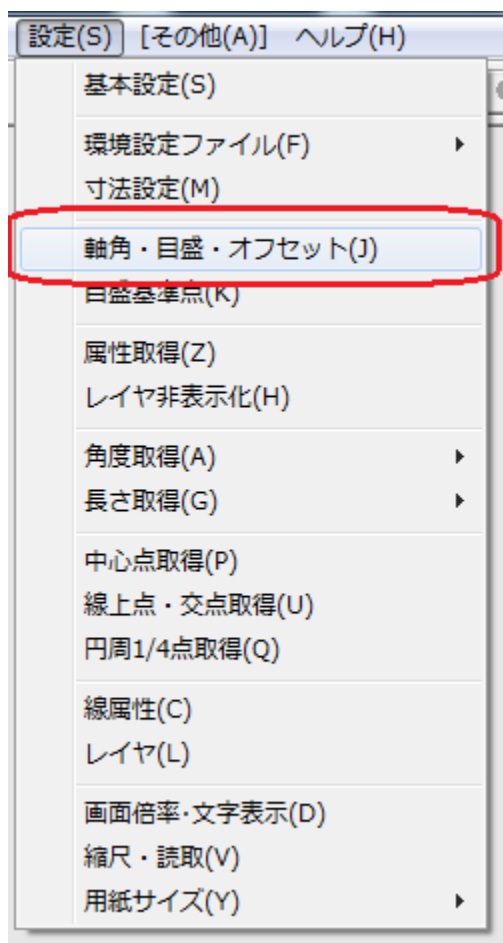 設定(S) [その他(A)] ヘルプ(H)
基本設定(S)
環境設定ファイル(F)
寸法設定(M)
軸角・目盛・オフセット(J)
目盛基準点(K)
属性取得(Z)
レイヤ非表示化(H)
角度取得(A)
長さ取得(G)
中心点取得(P)
線上点・交点取得(U)
円周1/4点取得(Q)
線属性(C)
レイヤ(L)
画面倍率･文字表示(D)
縮尺・読取(V)
用紙サイズ(Y)